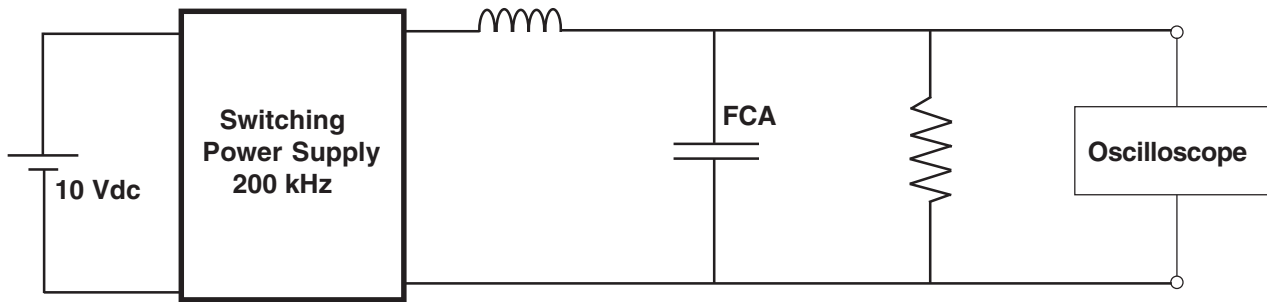 Switching
Power Supply
200 kHz
10 Vdc
FCA
Oscilloscope